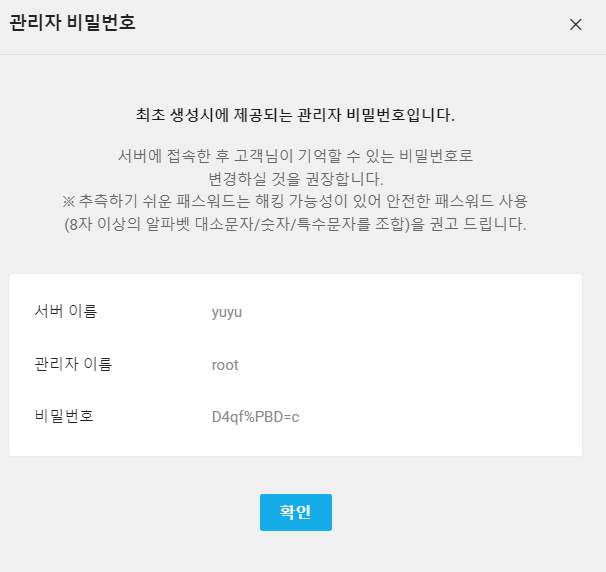 관리자 비밀번호
최초 생성시에 제공되는 관리자 비밀번호입니다.
서버에 접속한 후 고객님이 기억할 수 있는 비밀번호로
변경하실 것을 권장합니다.
※ 추측하기 쉬운 패스워드는 해킹 가능성이 있어 안전한 패스워드 사용
(8자 이상의 알파벳 대소문자/숫자/특수문자를 조합)을 권고 드립니다.
서버 이름 yuyu
관리자 이름 root
비밀번호 D4qf%PBD=c
확인